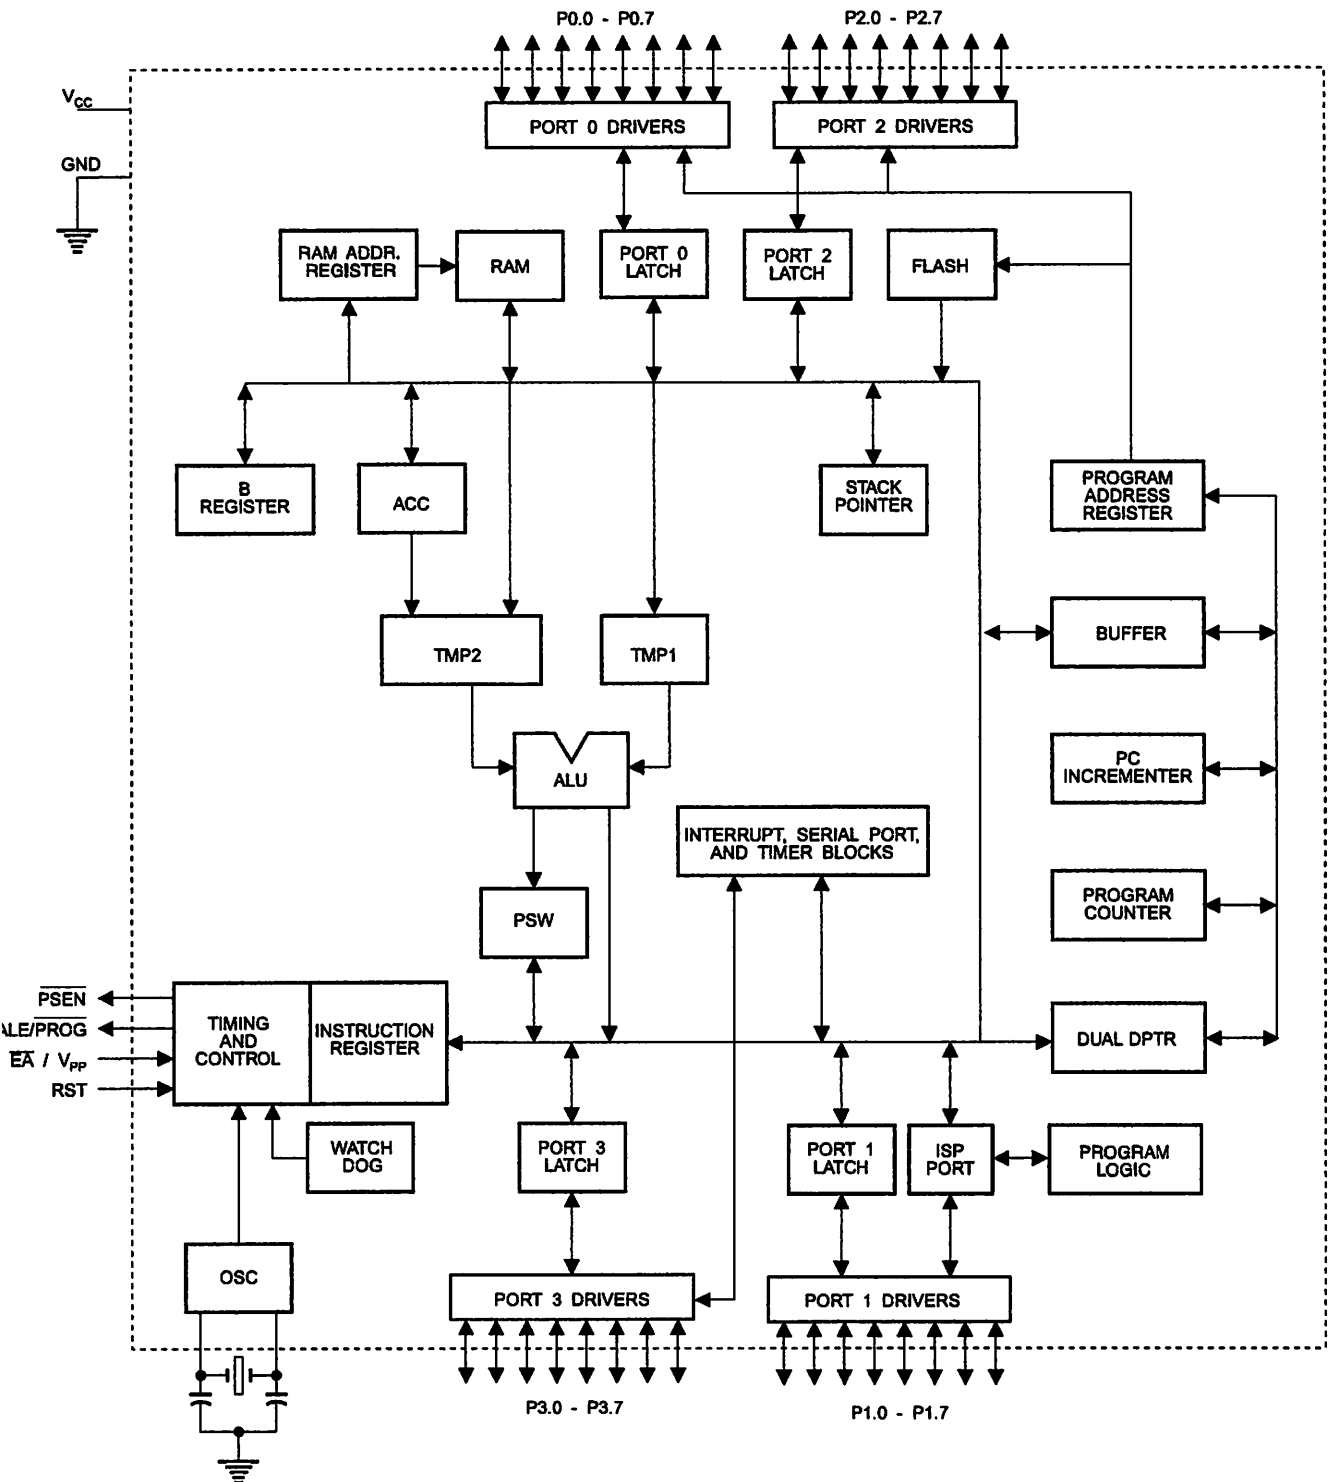 P0.0 - P0.7
P2.0 - P2.7
VCC
GND
PORT 0 DRIVERS
PORT 2 DRIVERS
RAM ADDR.
REGISTER
RAM
PORT 0
LATCH
PORT 2
LATCH
FLASH
B
REGISTER
ACC
STACK
POINTER
PROGRAM
ADDRESS
REGISTER
TMP2
TMP1
BUFFER
ALU
PC
INCREMENTER
INTERRUPT, SERIAL PORT,
AND TIMER BLOCKS
PSW
PROGRAM
COUNTER
PSEN
ALE/PROG
EA / VPP
RST
TIMING
AND
CONTROL
INSTRUCTION
REGISTER
DUAL DPTR
WATCH
DOG
PORT 3
LATCH
PORT 1
LATCH
ISP
PORT
PROGRAM
LOGIC
OSC
PORT 3 DRIVERS
PORT 1 DRIVERS
P3.0 - P3.7
P1.0 - P1.7